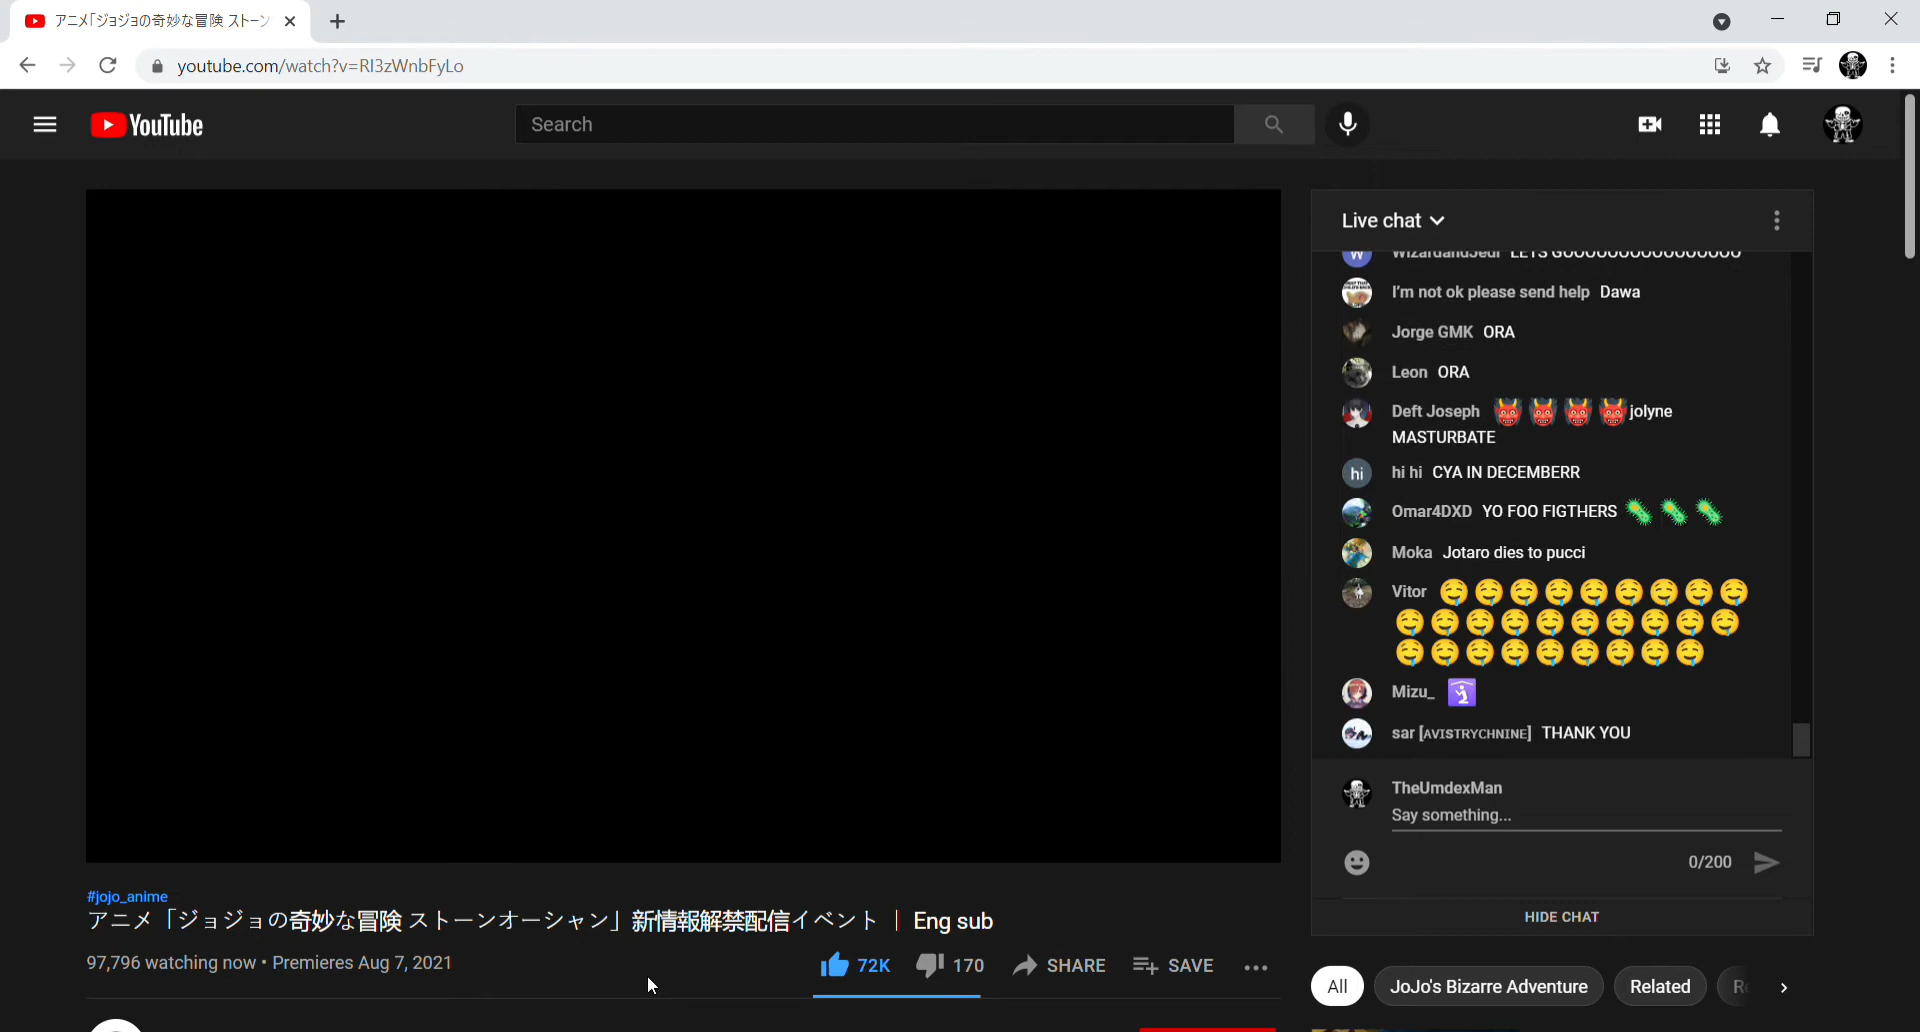 アニメ「ジョジョの奇妙な冒険 ストーン
youtube.com/watch?v=RI3zWnbFyLo
YouTube
Search
Live chat
WizardandJedi LETS GOOOOOOOOOOOOOOOO
I'm not ok please send help Dawa
Jorge GMK ORA
Leon ORA
Deft Joseph 👹👹👹👹jolyne
MASTURBATE
hi hi CYA IN DECEMBERR
Omar4DXD YO FOO FIGTHERS 🦠🦠🦠
Moka Jotaro dies to pucci
Vitor 🤤🤤🤤🤤🤤🤤🤤🤤🤤
🤤🤤🤤🤤🤤🤤🤤🤤🤤🤤
🤤🤤🤤🤤🤤🤤🤤🤤🤤
Mizu_ 🛐
sar [ᴀᴠɪsᴛʀʏᴄʜɴɪɴᴇ] THANK YOU
TheUmdexMan
Say something...
0/200
HIDE CHAT
#jojo_anime
アニメ「ジョジョの奇妙な冒険 ストーンオーシャン」新情報解禁配信イベント ｜ Eng sub
97,796 watching now • Premieres Aug 7, 2021
72K 170 SHARE SAVE
All JoJo's Bizarre Adventure Related